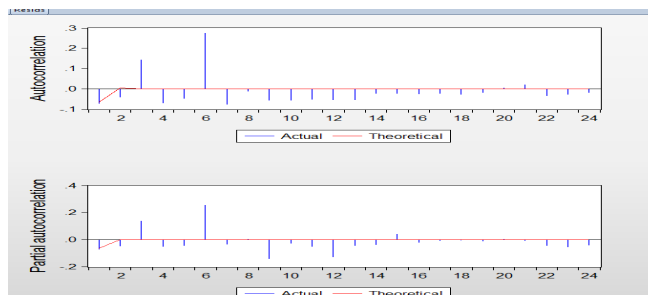 Resids
Autocorrelation
.3
.2
.1
.0
-.1
2 4 6 8 10 12 14 16 18 20 22 24
Actual Theoretical
Partial autocorrelation
.4
.2
.0
-.2
2 4 6 8 10 12 14 16 18 20 22 24
Actual Theoretical